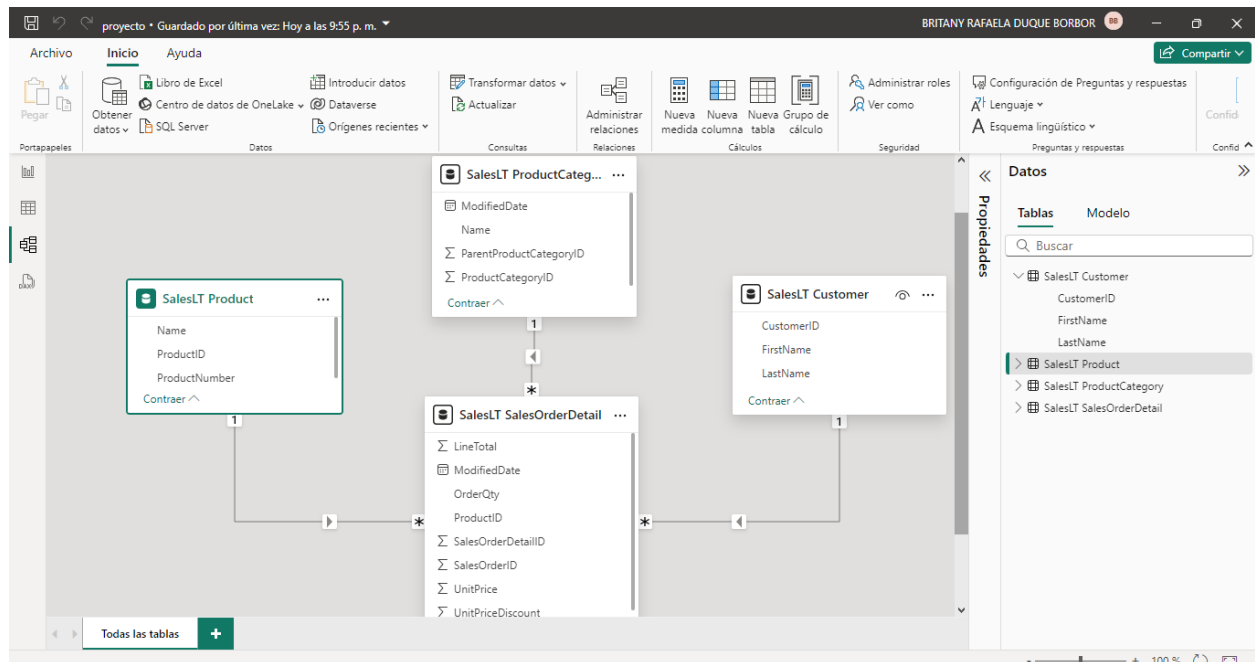 proyecto • Guardado por última vez: Hoy a las 9:55 p. m.
BRITANY RAFAELA DUQUE BORBOR
BB
Archivo
Inicio
Ayuda
Compartir
Pegar
Portapapeles
Obtener datos
Libro de Excel
Centro de datos de OneLake
SQL Server
Introducir datos
Dataverse
Orígenes recientes
Datos
Transformar datos
Actualizar
Consultas
Administrar relaciones
Relaciones
Nueva medida
Nueva columna
Nueva tabla
Grupo de cálculo
Cálculos
Administrar roles
Ver como
Seguridad
Configuración de Preguntas y respuestas
Lenguaje
Esquema lingüístico
Preguntas y respuestas
Confid
Confid
SalesLT ProductCateg... ...
ModifiedDate
Name
∑ ParentProductCategoryID
∑ ProductCategoryID
Contraer
1
*
SalesLT Product ...
Name
ProductID
ProductNumber
Contraer
1
*
SalesLT Customer ...
CustomerID
FirstName
LastName
Contraer
1
*
SalesLT SalesOrderDetail ...
∑ LineTotal
ModifiedDate
OrderQty
ProductID
∑ SalesOrderDetailID
∑ SalesOrderID
∑ UnitPrice
∑ UnitPriceDiscount
Propiedades
Datos
Tablas
Modelo
Buscar
SalesLT Customer
CustomerID
FirstName
LastName
SalesLT Product
SalesLT ProductCategory
SalesLT SalesOrderDetail
Todas las tablas
+
- + 100 %